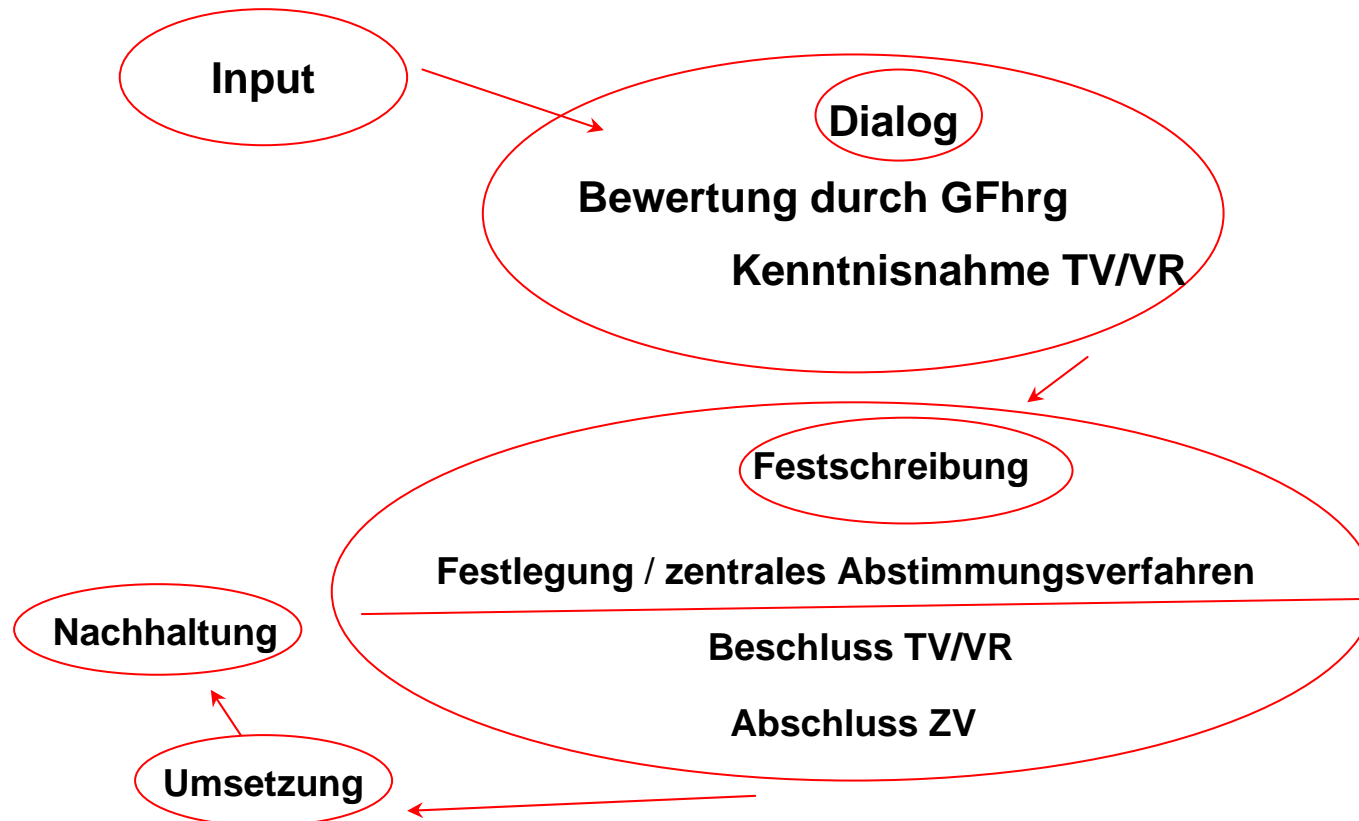 Input
Dialog
Bewertung durch GFhrg
Kenntnisnahme TV/VR
Festschreibung
Festlegung / zentrales Abstimmungsverfahren
Beschluss TV/VR
Abschluss ZV
Nachhaltung
Umsetzung